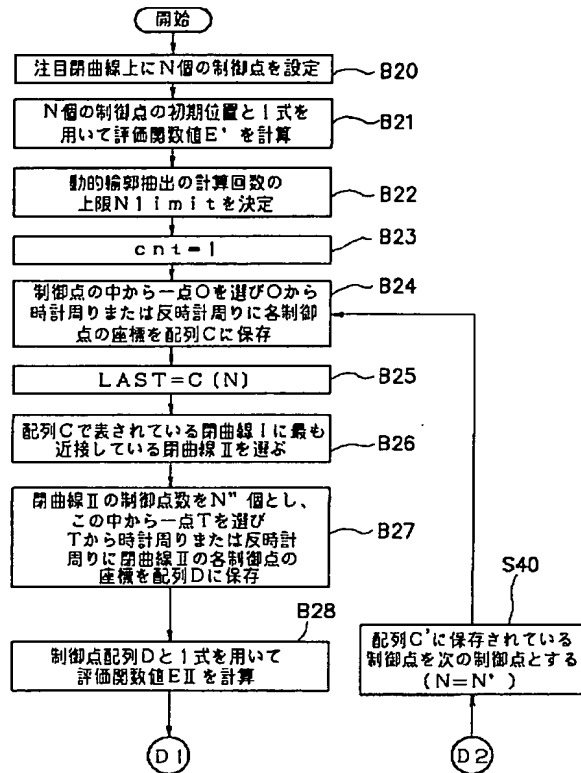 開始
注目閉曲線上にN個の制御点を設定
B20
N個の制御点の初期位置と1式を
用いて評価関数値E'を計算
B21
動的輪郭抽出の計算回数の
上限Nlimitを決定
B22
cnt=1
B23
制御点の中から一点Oを選びOから
時計周りまたは反時計周りに各制御
点の座標を配列Cに保存
B24
LAST=C(N)
B25
配列Cで表されている閉曲線Iに最も
近接している閉曲線IIを選ぶ
B26
閉曲線IIの制御点数をN"個とし、
この中から一点Tを選び
Tから時計周りまたは反時計
周りに閉曲線IIの各制御点の
座標を配列Dに保存
B27
B28
制御点配列Dと1式を用いて
評価関数値EIIを計算
D1
S40
配列C'に保存されている
制御点を次の制御点とする
(N=N')
D2